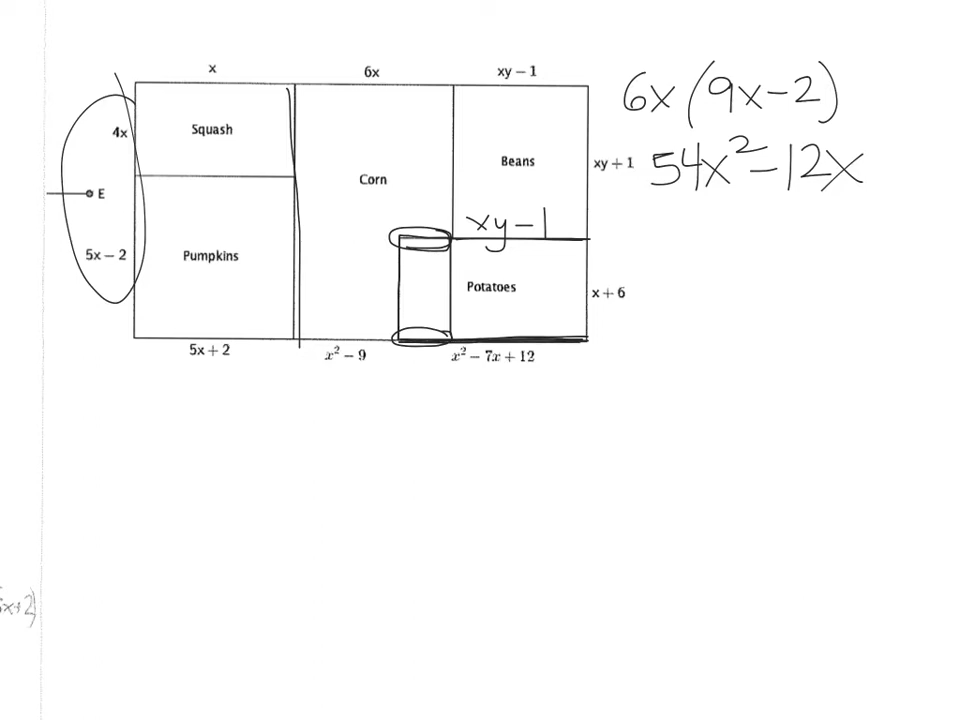 x 6x xy − 1
6x (9x−2)
4x Squash
54x²−12x
Beans xy + 1
Corn
E
xy−1
5x − 2 Pumpkins
Potatoes x + 6
5x + 2 x² − 9 x² − 7x + 12
x+2)